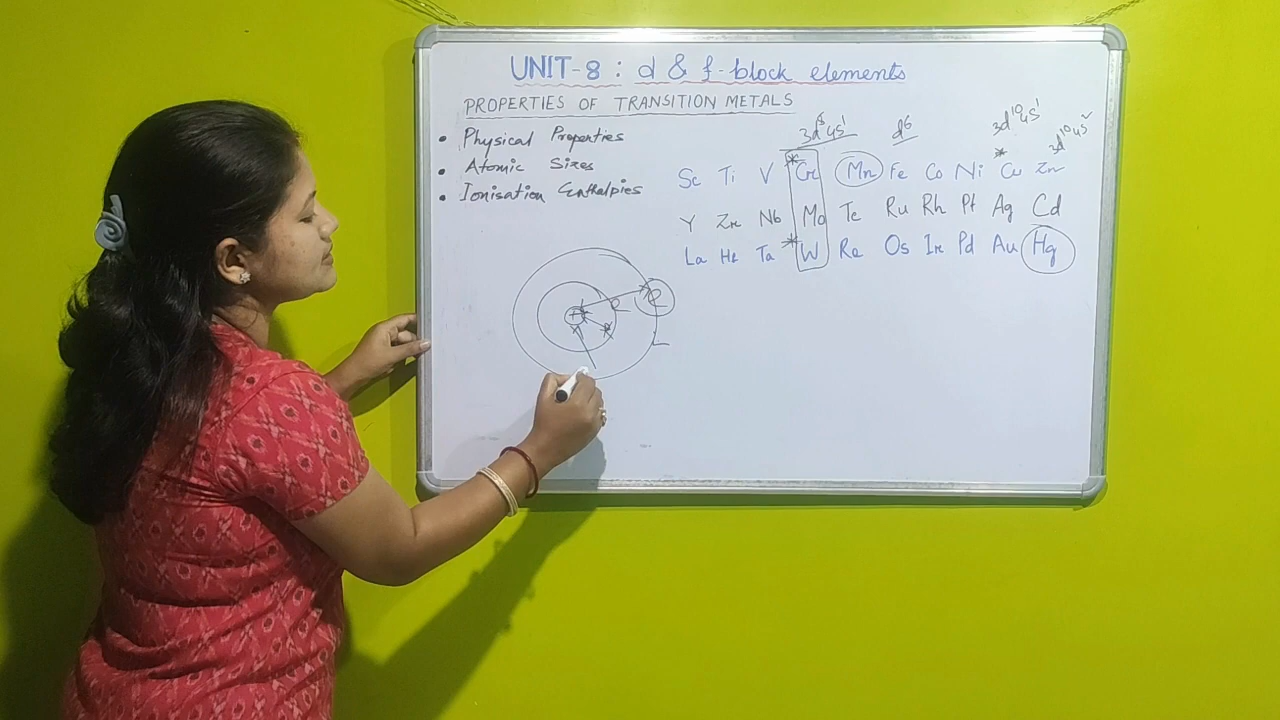 UNIT-8 : d & f-block elements
PROPERTIES OF TRANSITION METALS
• Physical Properties
• Atomic Sizes
• Ionisation Enthalpies
3d⁵4s¹ d⁶ 3d¹⁰4s¹ 3d¹⁰4s²
Sc Ti V *Cr Mn Fe Co Ni *Cu Zn
Y Zr Nb Mo Tc Ru Rh Pt Ag Cd
La Hf Ta *W Re Os Ir Pd Au Hg